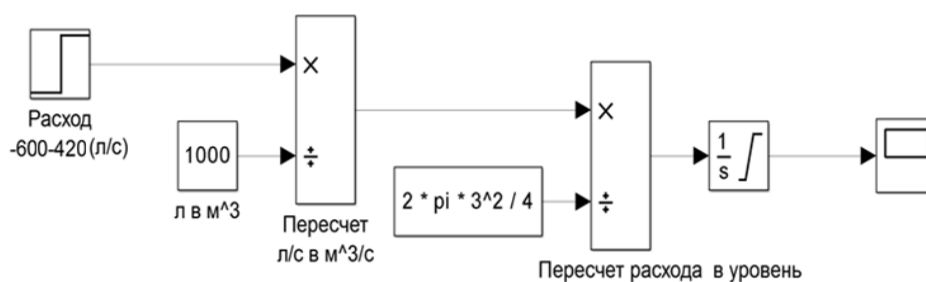 Расход
-600-420(л/с)
1000
л в м^3
×
÷
Пересчет
л/с в м^3/с
2 * pi * 3^2 / 4
×
÷
Пересчет расхода в уровень
1
s